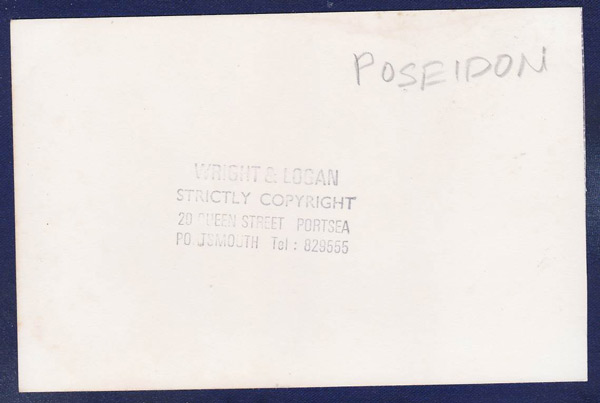 POSEIDON
WRIGHT & LOGAN
STRICTLY COPYRIGHT
20 QUEEN STREET PORTSEA
PORTSMOUTH Tel : 829555